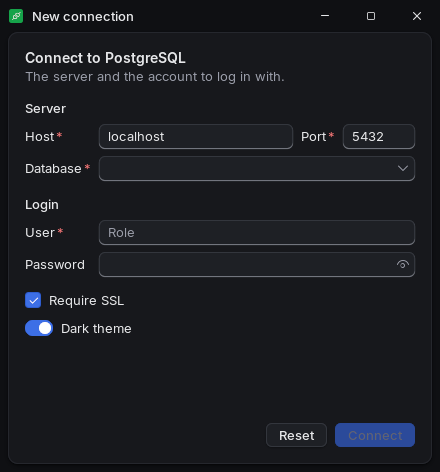 New connection
Connect to PostgreSQL
The server and the account to log in with.
Server
Host * localhost Port * 5432
Database *
Login
User * Role
Password
Require SSL
Dark theme
Reset Connect